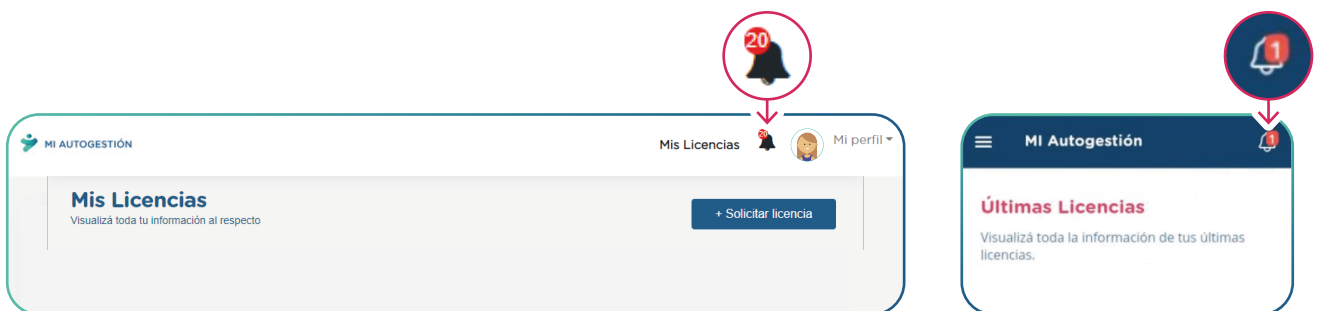 20
MI AUTOGESTIÓN
Mis Licencias
20
Mi perfil
Mis Licencias
Visualizá toda tu información al respecto
+ Solicitar licencia
1
MI Autogestión
1
Últimas Licencias
Visualizá toda la información de tus últimas
licencias.